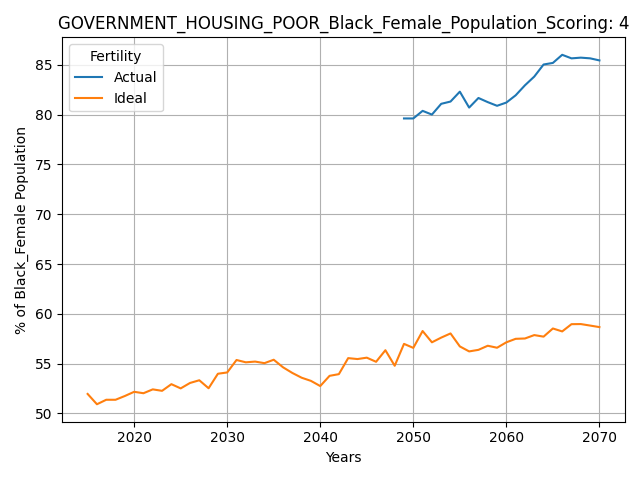 GOVERNMENT_HOUSING_POOR_Black_Female_Population_Scoring: 4
Fertility
Actual
Ideal
% of Black_Female Population
85
80
75
70
65
60
55
50
2020 2030 2040 2050 2060 2070
Years